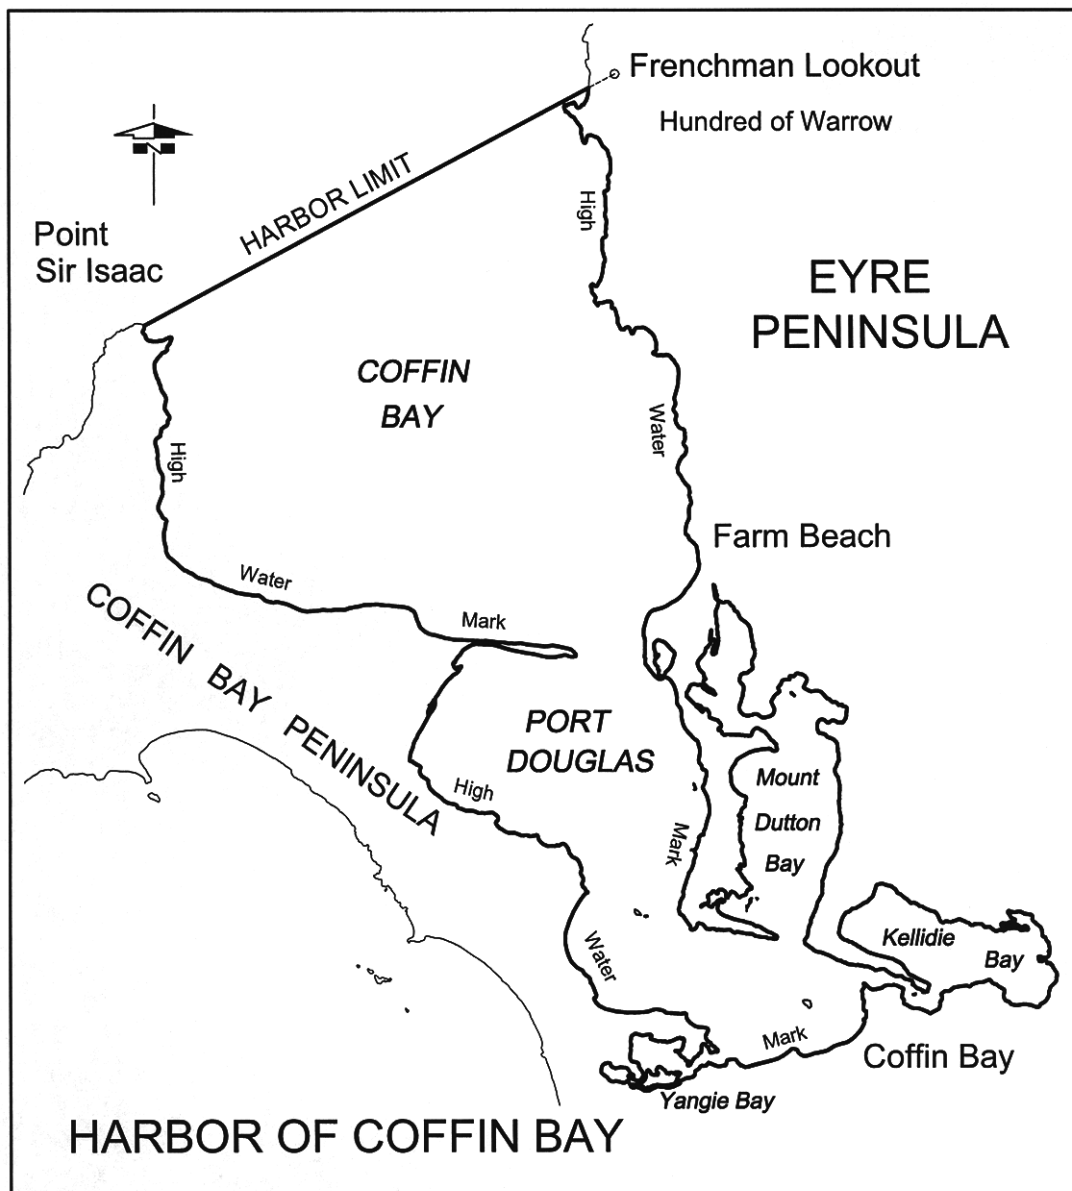 Frenchman Lookout
Hundred of Warrow
N
HARBOR LIMIT
High
Point
Sir Isaac
EYRE
PENINSULA
COFFIN
BAY
Water
High
Farm Beach
Water
Mark
COFFIN BAY PENINSULA
PORT
DOUGLAS
High
Mark
Mount
Dutton
Bay
Kellidie
Bay
Water
Mark
Coffin Bay
Yangie Bay
HARBOR OF COFFIN BAY